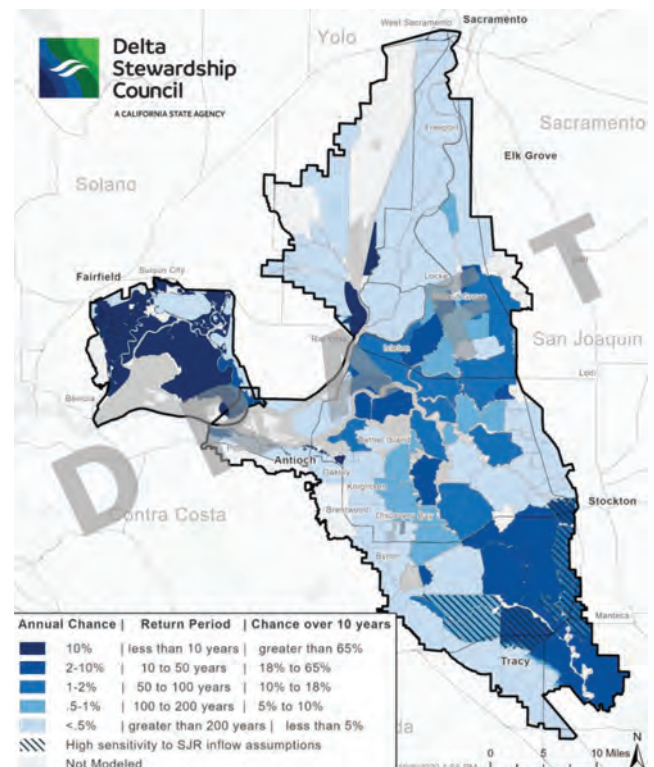 West Sacramento
Sacramento
Yolo
Delta
Stewardship
Council
A CALIFORNIA STATE AGENCY
Freeport
Sacramento
Elk Grove
Solano
Fairfield
Suisun City
Locke
Walnut Grove
Rio Vista
Isleton
San Joaquin
Lodi
Benicia
Bethel Island
Antioch
Oakley
Knightsen
Stockton
Brentwood
Discovery Bay
Contra Costa
Byron
Manteca
Tracy
DRAFT
Annual Chance | Return Period | Chance over 10 years
10% | less than 10 years | greater than 65%
2-10% | 10 to 50 years | 18% to 65%
1-2% | 50 to 100 years | 10% to 18%
.5-1% | 100 to 200 years | 5% to 10%
<.5% | greater than 200 years | less than 5%
High sensitivity to SJR inflow assumptions
Not Modeled
N
0 5 10 Miles